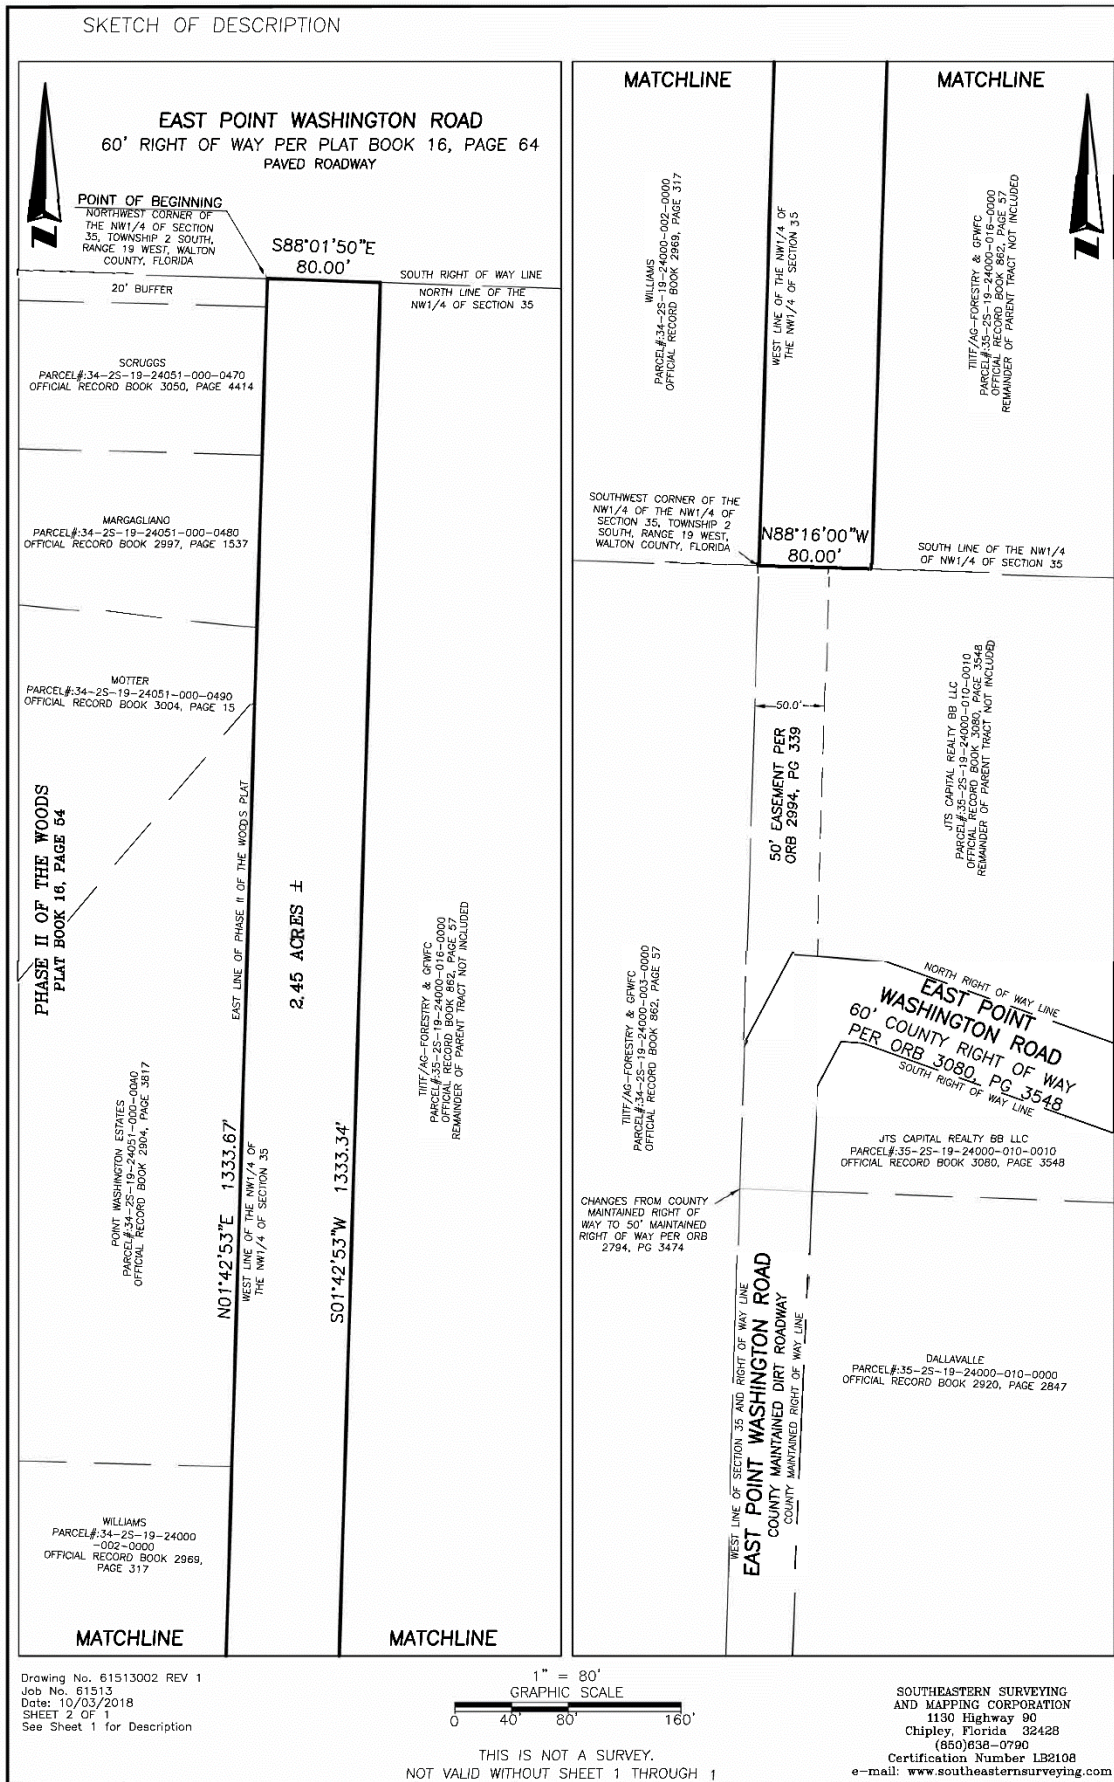 SKETCH OF DESCRIPTION
EAST POINT WASHINGTON ROAD
60' RIGHT OF WAY PER PLAT BOOK 16, PAGE 64
PAVED ROADWAY
POINT OF BEGINNING
NORTHWEST CORNER OF
THE NW1/4 OF SECTION
35, TOWNSHIP 2 SOUTH,
RANGE 19 WEST, WALTON
COUNTY, FLORIDA
S88°01'50"E
80.00'
SOUTH RIGHT OF WAY LINE
NORTH LINE OF THE
NW1/4 OF SECTION 35
20' BUFFER
SCRUGGS
PARCEL#:34-2S-19-24051-000-0470
OFFICIAL RECORD BOOK 3050, PAGE 4414
MARGAGLIANO
PARCEL#:34-2S-19-24051-000-0480
OFFICIAL RECORD BOOK 2997, PAGE 1537
MOTTER
PARCEL#:34-2S-19-24051-000-0490
OFFICIAL RECORD BOOK 3004, PAGE 15
PHASE II OF THE WOODS
PLAT BOOK 16, PAGE 54
EAST LINE OF PHASE II OF THE WOODS PLAT
2.45 ACRES ±
TIITF/AG-FORESTRY & GFWFC
PARCEL#:35-2S-19-24000-016-0000
OFFICIAL RECORD BOOK 862, PAGE 57
REMAINDER OF PARENT TRACT NOT INCLUDED
POINT WASHINGTON ESTATES
PARCEL#:34-2S-19-24051-000-00A0
OFFICIAL RECORD BOOK 2904, PAGE 3817
N01°42'53"E 1333.67'
WEST LINE OF THE NW1/4 OF
THE NW1/4 OF SECTION 35
S01°42'53"W 1333.34'
WILLIAMS
PARCEL#:34-2S-19-24000
-002-0000
OFFICIAL RECORD BOOK 2969,
PAGE 317
MATCHLINE
MATCHLINE
MATCHLINE
MATCHLINE
WILLIAMS
PARCEL#:34-2S-19-24000-002-0000
OFFICIAL RECORD BOOK 2969, PAGE 317
WEST LINE OF THE NW1/4 OF
THE NW1/4 OF SECTION 35
TIITF/AG-FORESTRY & GFWFC
PARCEL#:35-2S-19-24000-016-0000
OFFICIAL RECORD BOOK 862, PAGE 57
REMAINDER OF PARENT TRACT NOT INCLUDED
SOUTHWEST CORNER OF THE
NW1/4 OF THE NW1/4 OF
SECTION 35, TOWNSHIP 2
SOUTH, RANGE 19 WEST,
WALTON COUNTY, FLORIDA
N88°16'00"W
80.00'
SOUTH LINE OF THE NW1/4
OF NW1/4 OF SECTION 35
50.0'
50' EASEMENT PER
ORB 2994, PG 339
JTS CAPITAL REALTY BB LLC
PARCEL#:35-2S-19-24000-010-0010
OFFICIAL RECORD BOOK 3080, PAGE 3548
REMAINDER OF PARENT TRACT NOT INCLUDED
TIITF/AG-FORESTRY & GFWFC
PARCEL#:34-2S-19-24000-003-0000
OFFICIAL RECORD BOOK 862, PAGE 57
NORTH RIGHT OF WAY LINE
EAST POINT
WASHINGTON ROAD
60' COUNTY RIGHT OF WAY
PER ORB 3080, PG 3548
SOUTH RIGHT OF WAY LINE
JTS CAPITAL REALTY BB LLC
PARCEL#:35-2S-19-24000-010-0010
OFFICIAL RECORD BOOK 3080, PAGE 3548
CHANGES FROM COUNTY
MAINTAINED RIGHT OF
WAY TO 50' MAINTAINED
RIGHT OF WAY PER ORB
2794, PG 3474
WEST LINE OF SECTION 35 AND RIGHT OF WAY LINE
EAST POINT WASHINGTON ROAD
COUNTY MAINTAINED DIRT ROADWAY
COUNTY MAINTAINED RIGHT OF WAY LINE
DALLAVALLE
PARCEL#:35-2S-19-24000-010-0000
OFFICIAL RECORD BOOK 2920, PAGE 2847
Drawing No. 61513002 REV 1
Job No. 61513
Date: 10/03/2018
SHEET 2 OF 1
See Sheet 1 for Description
1" = 80'
GRAPHIC SCALE
0 40' 80' 160'
THIS IS NOT A SURVEY.
NOT VALID WITHOUT SHEET 1 THROUGH 1
SOUTHEASTERN SURVEYING
AND MAPPING CORPORATION
1130 Highway 90
Chipley, Florida 32428
(850)638-0790
Certification Number LB2108
e-mail: www.southeasternsurveying.com